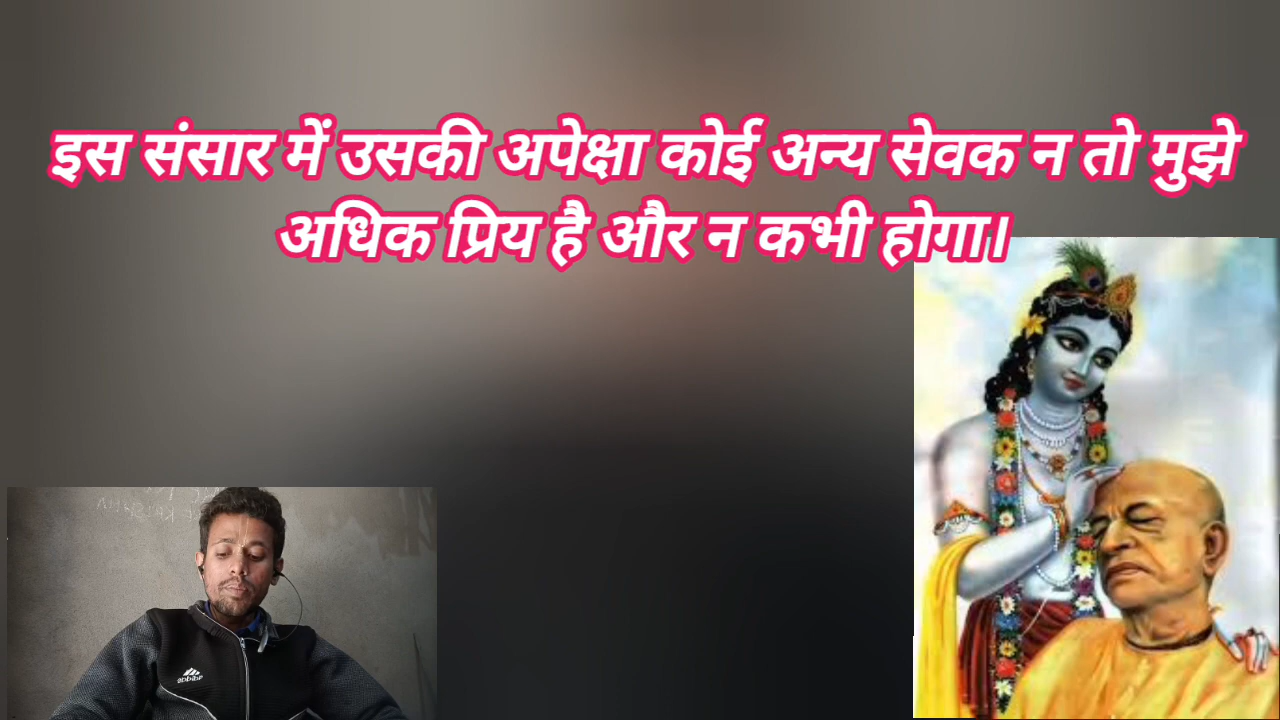 इस संसार में उसकी अपेक्षा कोई अन्य सेवक न तो मुझे
अधिक प्रिय है और न कभी होगा।